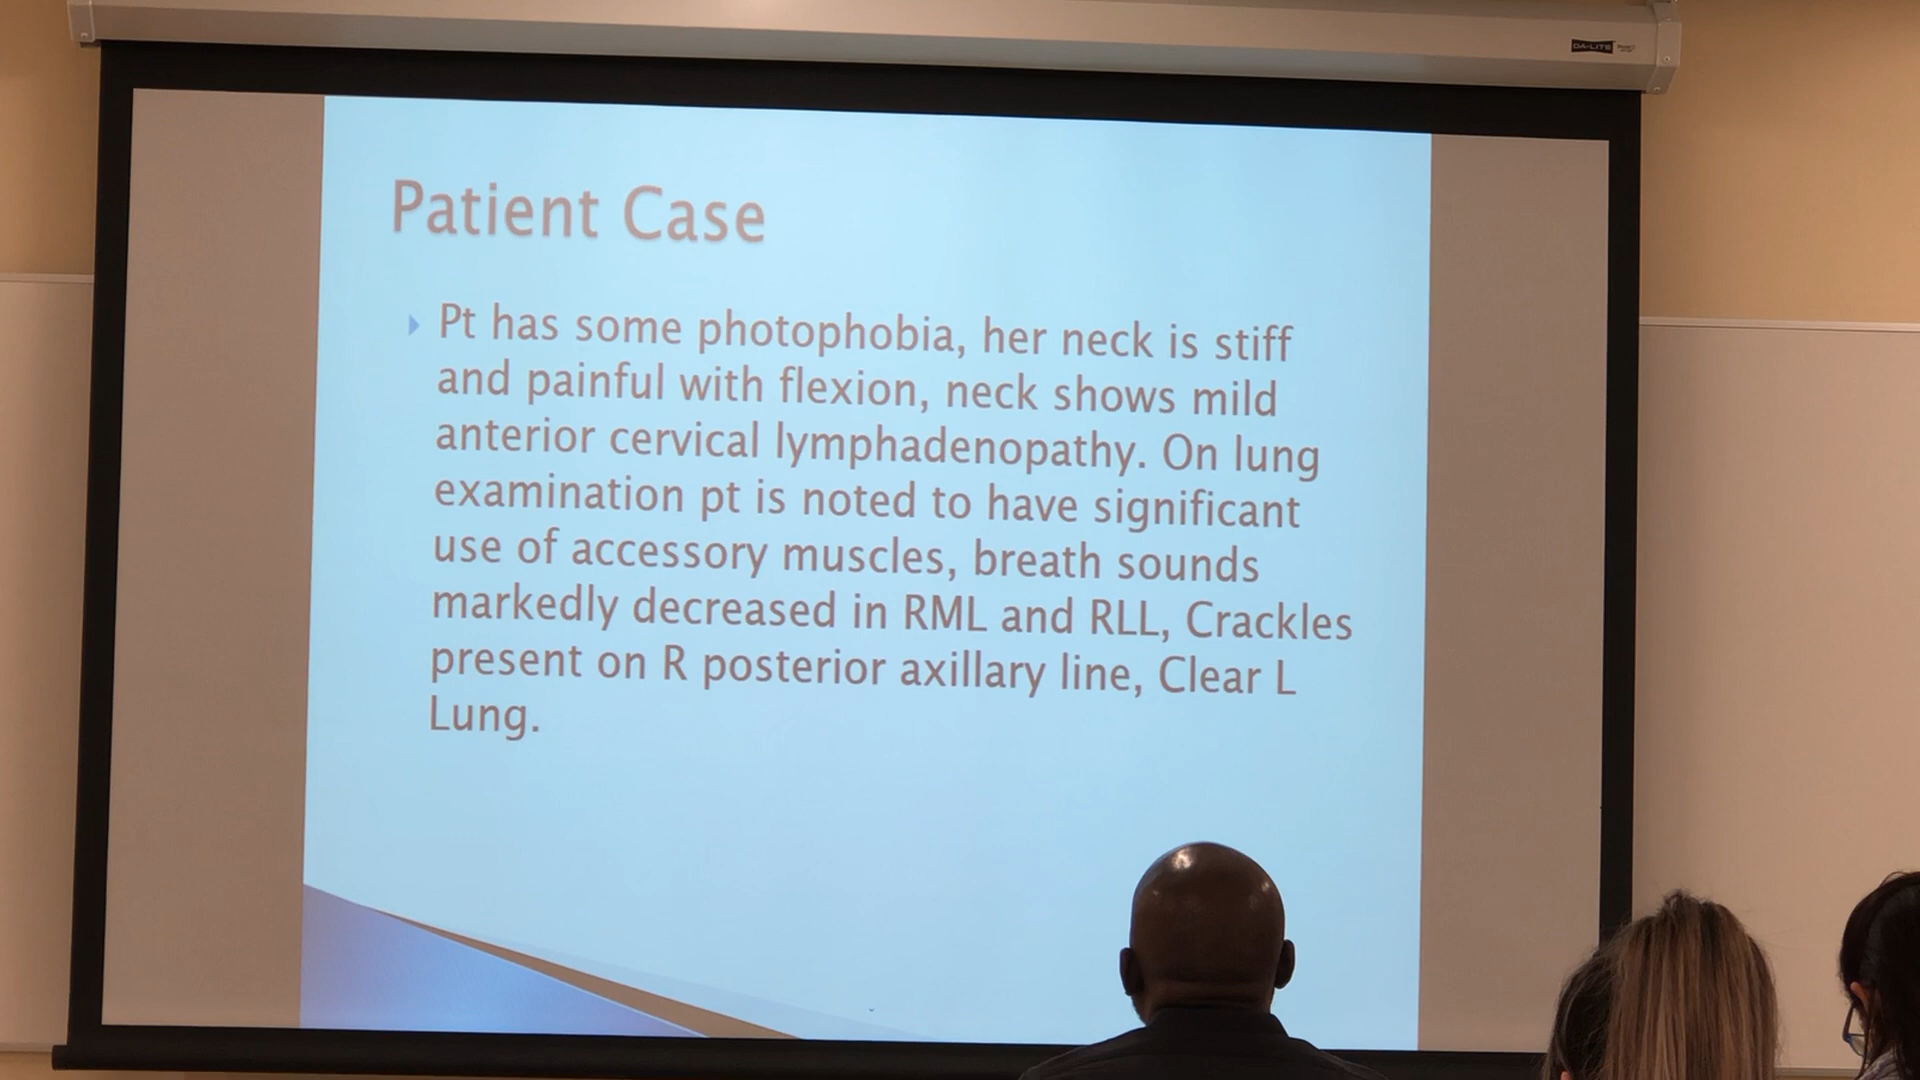 DA-LITE
Patient Case
Pt has some photophobia, her neck is stiff
and painful with flexion, neck shows mild
anterior cervical lymphadenopathy. On lung
examination pt is noted to have significant
use of accessory muscles, breath sounds
markedly decreased in RML and RLL, Crackles
present on R posterior axillary line, Clear L
Lung.